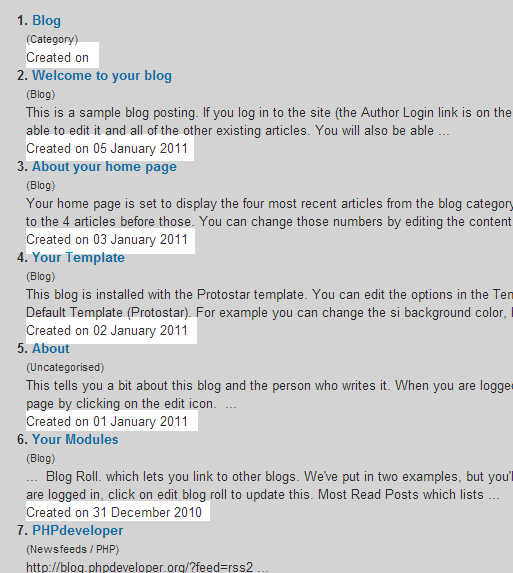 1. Blog
(Category)
Created on
2. Welcome to your blog
(Blog)
This is a sample blog posting. If you log in to the site (the Author Login link is on the
able to edit it and all of the other existing articles. You will also be able ...
Created on 05 January 2011
3. About your home page
(Blog)
Your home page is set to display the four most recent articles from the blog category
to the 4 articles before those. You can change those numbers by editing the content
Created on 03 January 2011
4. Your Template
(Blog)
This blog is installed with the Protostar template. You can edit the options in the Tem
Default Template (Protostar). For example you can change the si background color,
Created on 02 January 2011
5. About
(Uncategorised)
This tells you a bit about this blog and the person who writes it. When you are logged
page by clicking on the edit icon. ...
Created on 01 January 2011
6. Your Modules
(Blog)
... Blog Roll. which lets you link to other blogs. We've put in two examples, but you'l
are logged in, click on edit blog roll to update this. Most Read Posts which lists ...
Created on 31 December 2010
7. PHPdeveloper
(Newsfeeds / PHP)
http://blog.phpdeveloper.org/?feed=rss2 ...